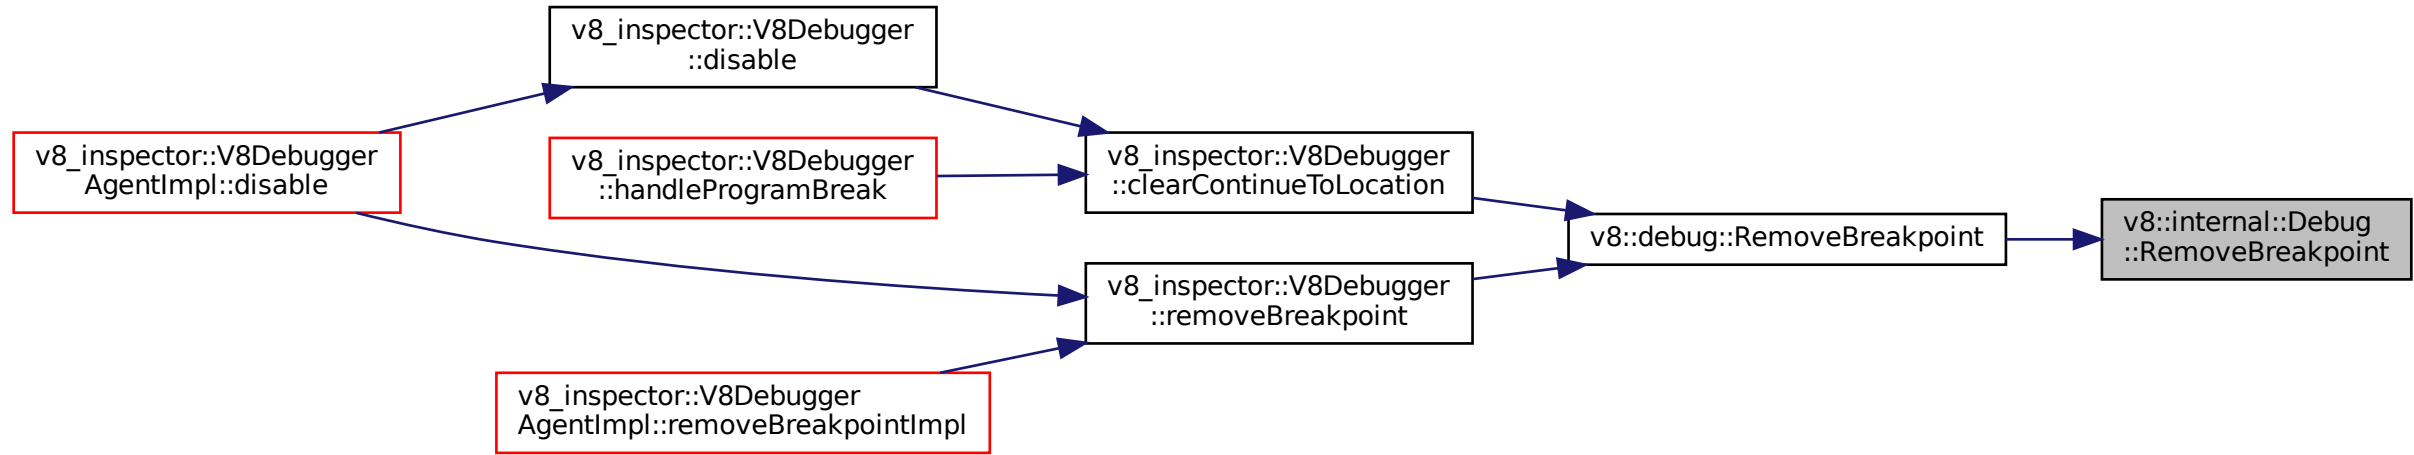 v8_inspector::V8Debugger
::disable
v8_inspector::V8Debugger
AgentImpl::disable
v8_inspector::V8Debugger
::handleProgramBreak
v8_inspector::V8Debugger
::clearContinueToLocation
v8::debug::RemoveBreakpoint
v8::internal::Debug
::RemoveBreakpoint
v8_inspector::V8Debugger
::removeBreakpoint
v8_inspector::V8Debugger
AgentImpl::removeBreakpointImpl